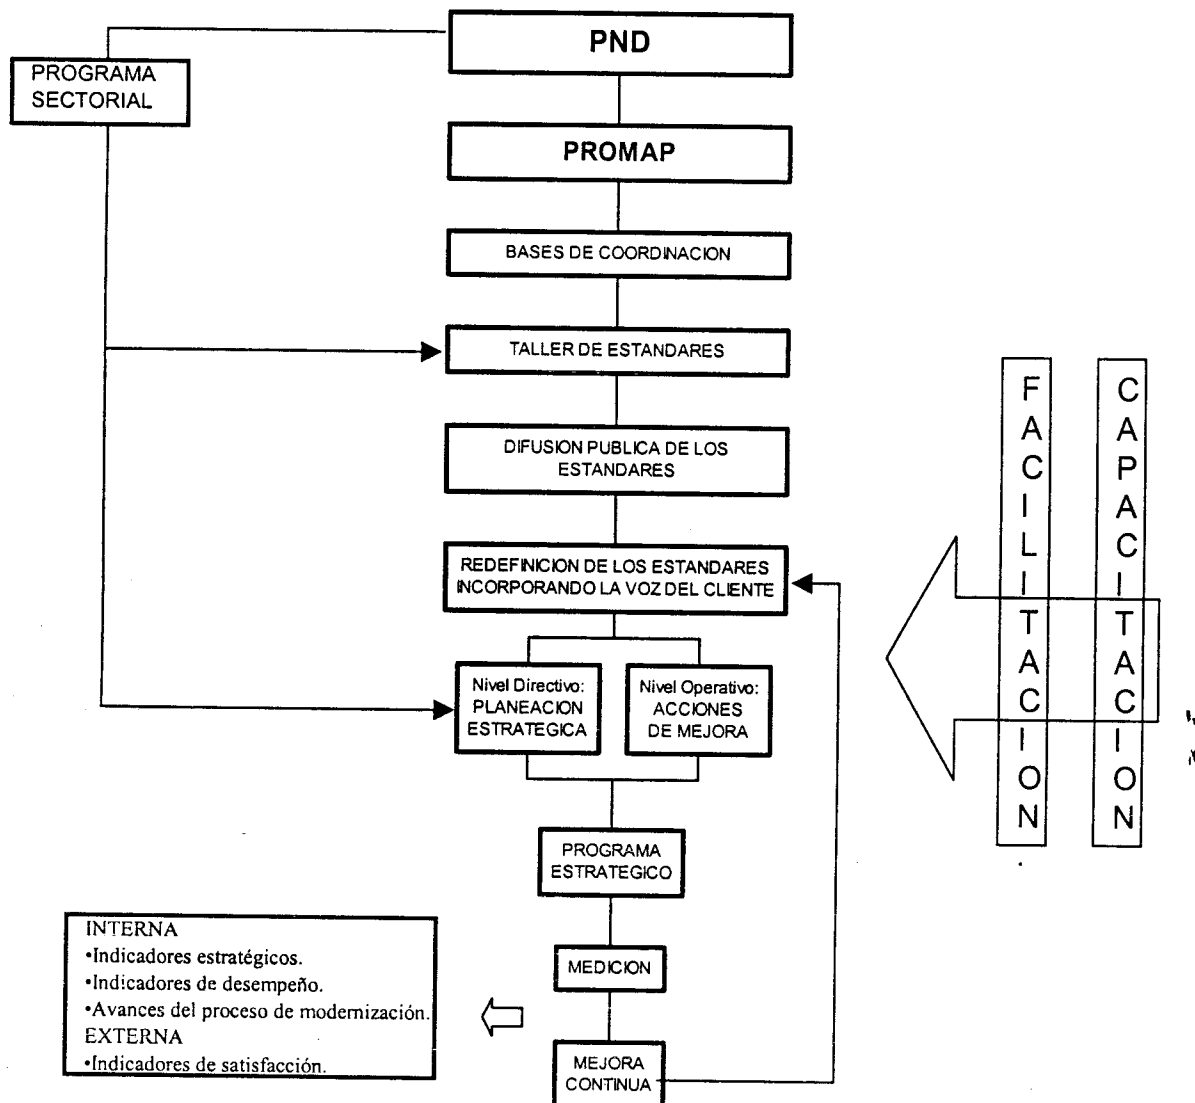 PND
PROGRAMA
SECTORIAL
PROMAP
BASES DE COORDINACION
TALLER DE ESTANDARES
DIFUSION PUBLICA DE LOS
ESTANDARES
REDEFINICION DE LOS ESTANDARES
INCORPORANDO LA VOZ DEL CLIENTE
Nivel Directivo:
PLANEACION
ESTRATEGICA
Nivel Operativo:
ACCIONES
DE MEJORA
PROGRAMA
ESTRATEGICO
MEDICION
MEJORA
CONTINUA
INTERNA
•Indicadores estratégicos.
•Indicadores de desempeño.
•Avances del proceso de modernización.
EXTERNA
•Indicadores de satisfacción.
FACILITACION
CAPACITACION